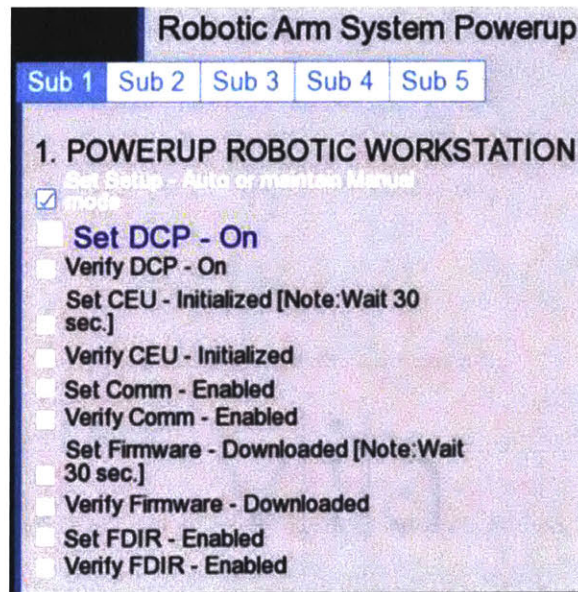 Robotic Arm System Powerup
Sub 1 Sub 2 Sub 3 Sub 4 Sub 5
1. POWERUP ROBOTIC WORKSTATION
Set Setup - Auto or maintain Manual
mode
Set DCP - On
Verify DCP - On
Set CEU - Initialized [Note:Wait 30
sec.]
Verify CEU - Initialized
Set Comm - Enabled
Verify Comm - Enabled
Set Firmware - Downloaded [Note:Wait
30 sec.]
Verify Firmware - Downloaded
Set FDIR - Enabled
Verify FDIR - Enabled